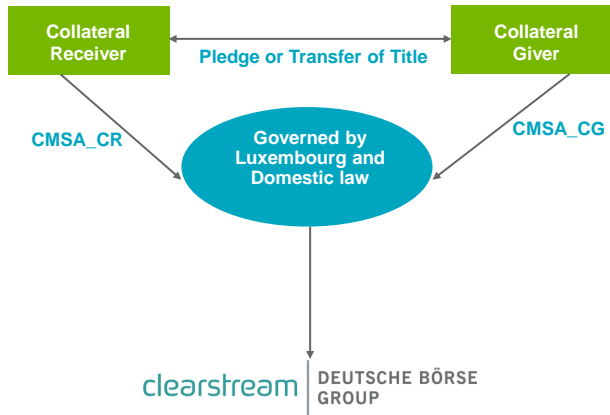 Collateral
Receiver
Pledge or Transfer of Title
Collateral
Giver
CMSA_CR
Governed by
Luxembourg and
Domestic law
CMSA_CG
clearstream
DEUTSCHE BÖRSE
GROUP